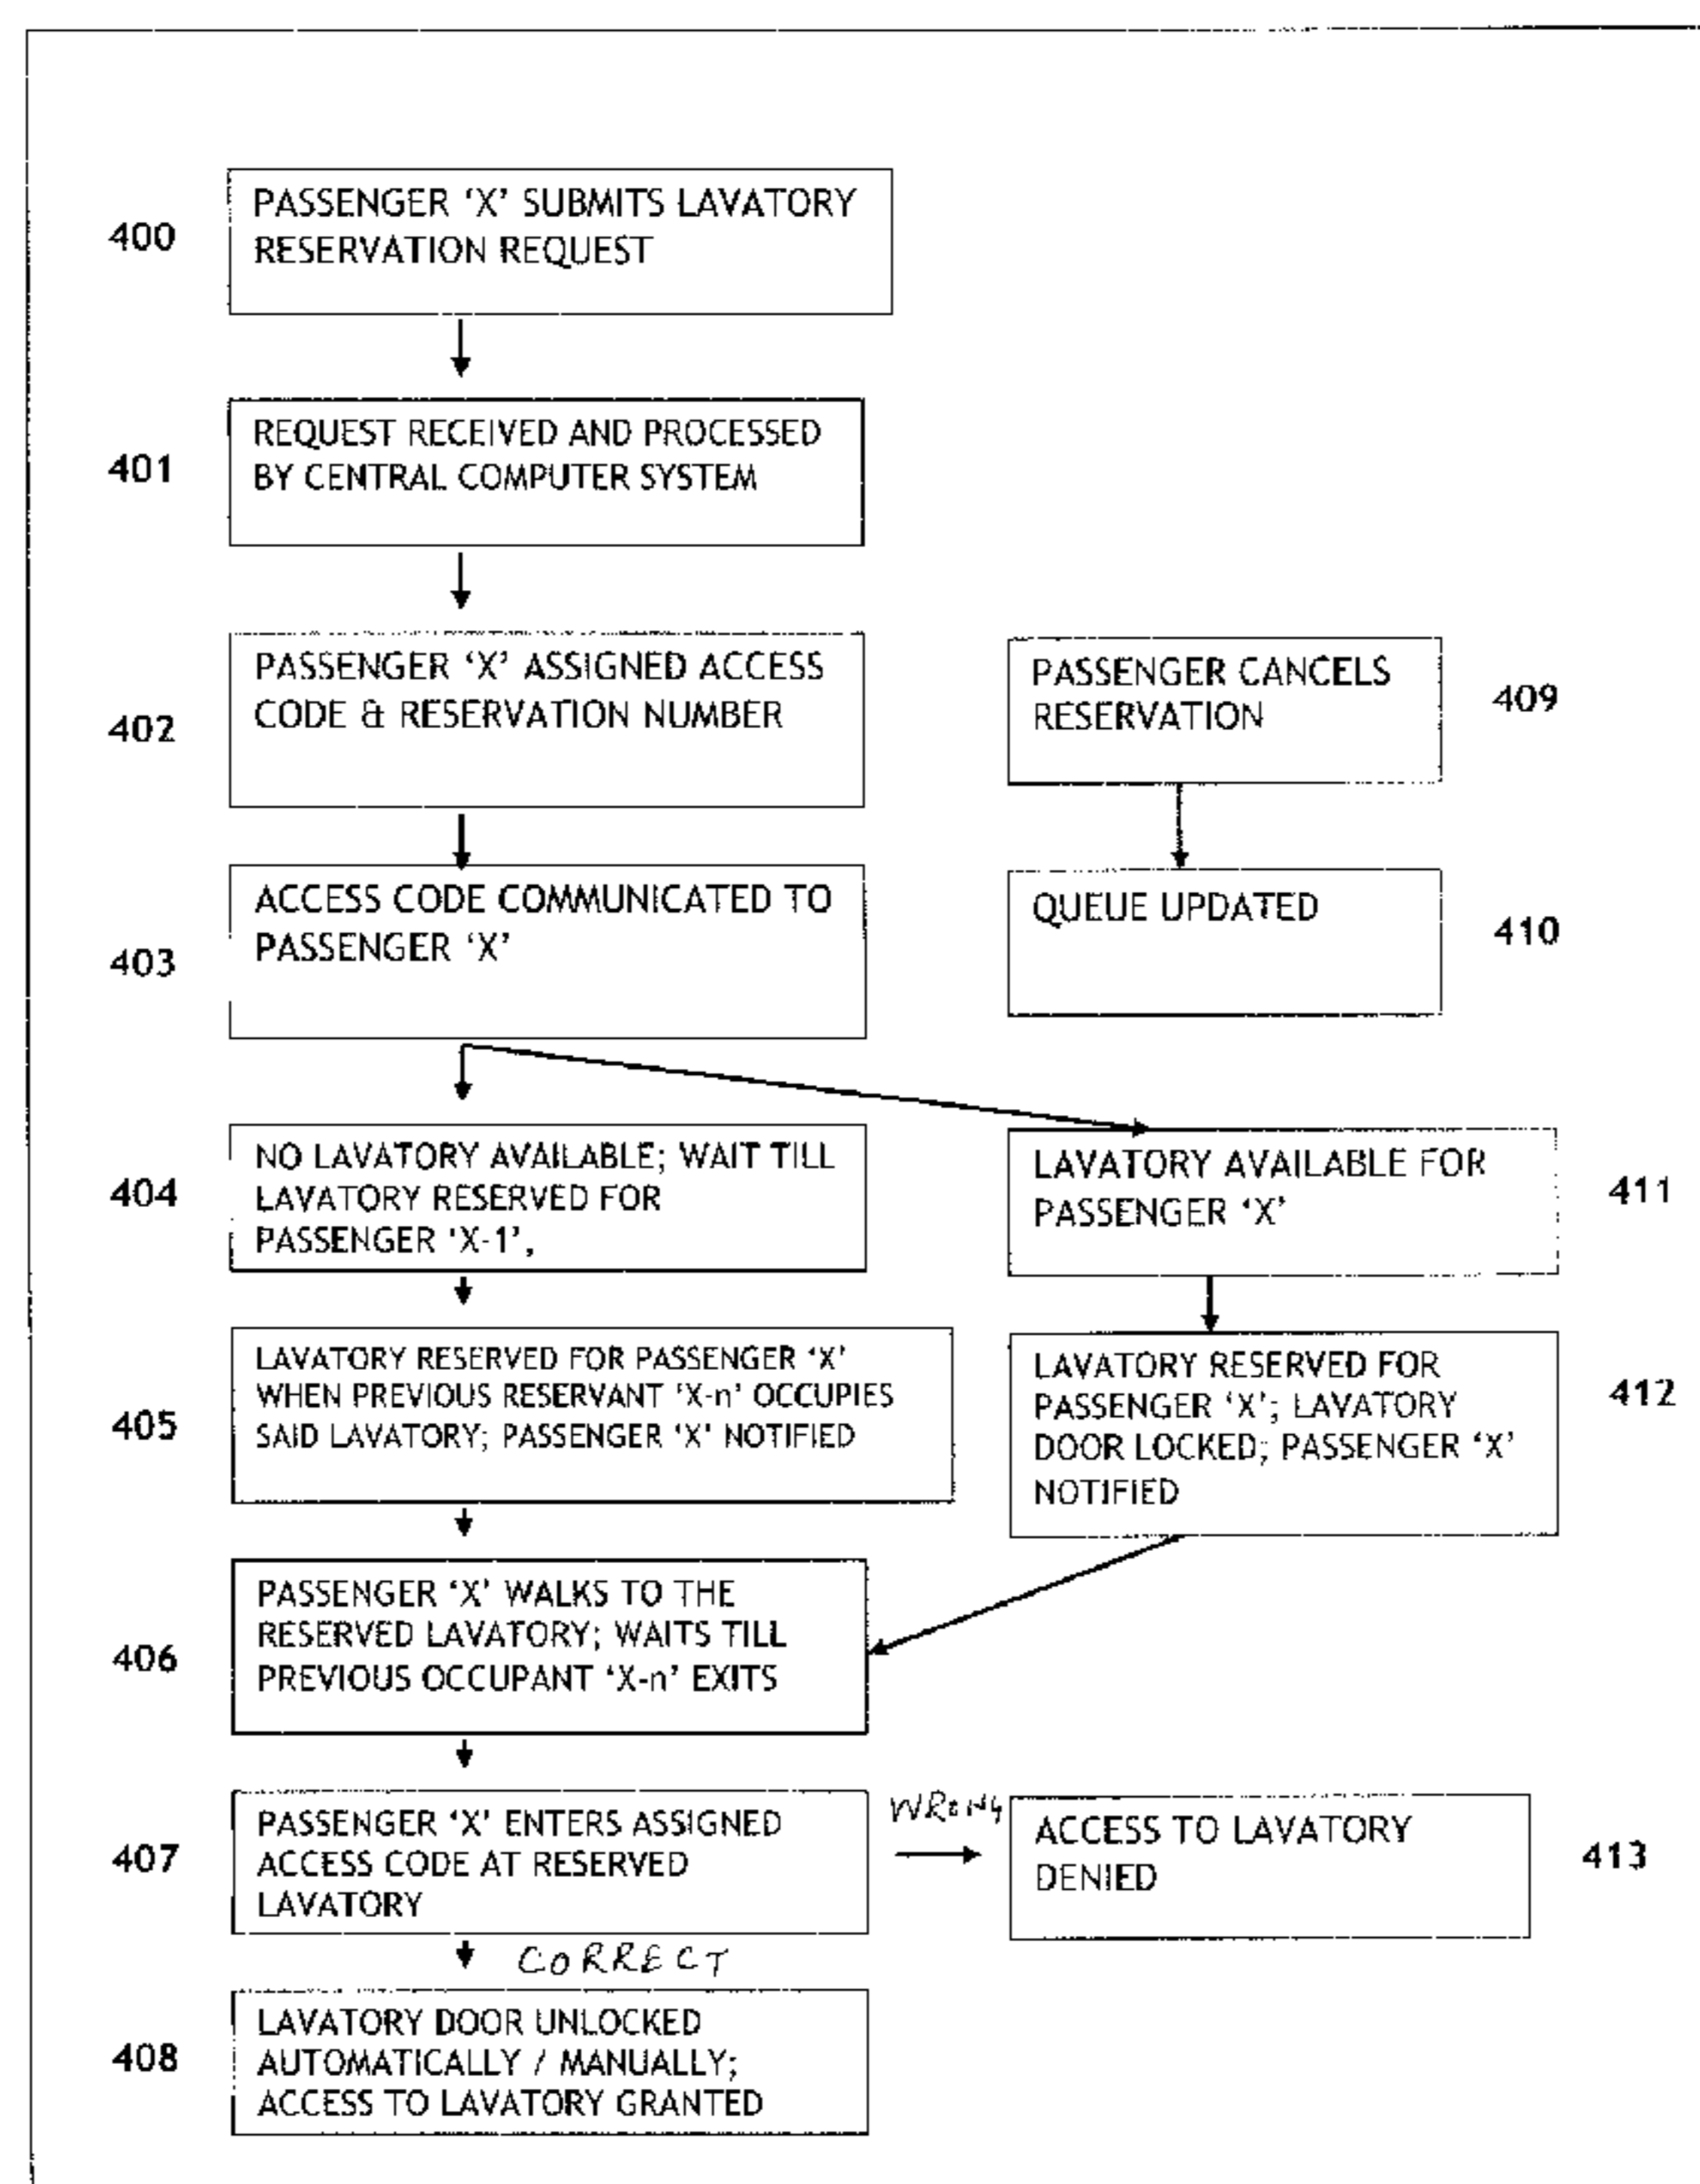 400
PASSENGER ‘X’ SUBMITS LAVATORY
RESERVATION REQUEST
401
REQUEST RECEIVED AND PROCESSED
BY CENTRAL COMPUTER SYSTEM
402
PASSENGER ‘X’ ASSIGNED ACCESS
CODE & RESERVATION NUMBER
PASSENGER CANCELS
RESERVATION
409
403
ACCESS CODE COMMUNICATED TO
PASSENGER ‘X’
QUEUE UPDATED
410
404
NO LAVATORY AVAILABLE; WAIT TILL
LAVATORY RESERVED FOR
PASSENGER ‘X-1’,
LAVATORY AVAILABLE FOR
PASSENGER ‘X’
411
405
LAVATORY RESERVED FOR PASSENGER ‘X’
WHEN PREVIOUS RESERVANT ‘X-n’ OCCUPIES
SAID LAVATORY; PASSENGER ‘X’ NOTIFIED
LAVATORY RESERVED FOR
PASSENGER ‘X’; LAVATORY
DOOR LOCKED; PASSENGER ‘X’
NOTIFIED
412
406
PASSENGER ‘X’ WALKS TO THE
RESERVED LAVATORY; WAITS TILL
PREVIOUS OCCUPANT ‘X-n’ EXITS
407
PASSENGER ‘X’ ENTERS ASSIGNED
ACCESS CODE AT RESERVED
LAVATORY
WRONG
ACCESS TO LAVATORY
DENIED
413
CORRECT
408
LAVATORY DOOR UNLOCKED
AUTOMATICALLY / MANUALLY;
ACCESS TO LAVATORY GRANTED